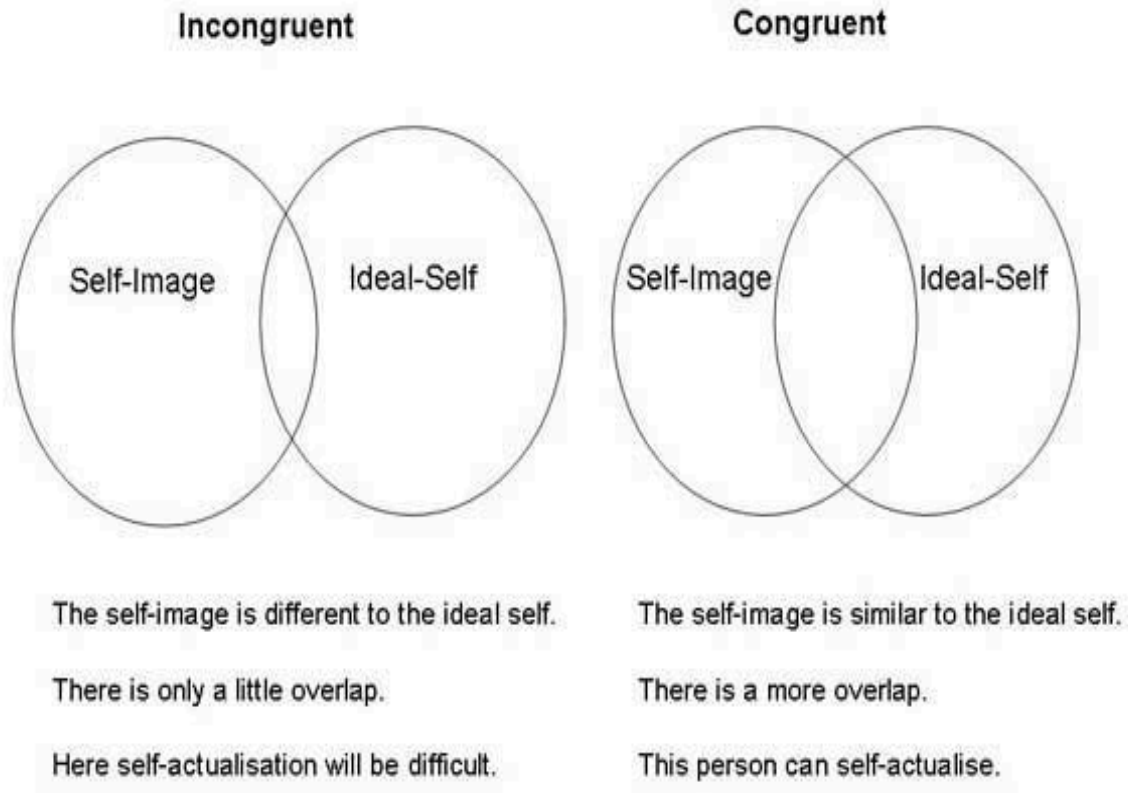 Incongruent
Congruent
Self-Image
Ideal-Self
Self-Image
Ideal-Self
The self-image is different to the ideal self.
There is only a little overlap.
Here self-actualisation will be difficult.
The self-image is similar to the ideal self.
There is a more overlap.
This person can self-actualise.